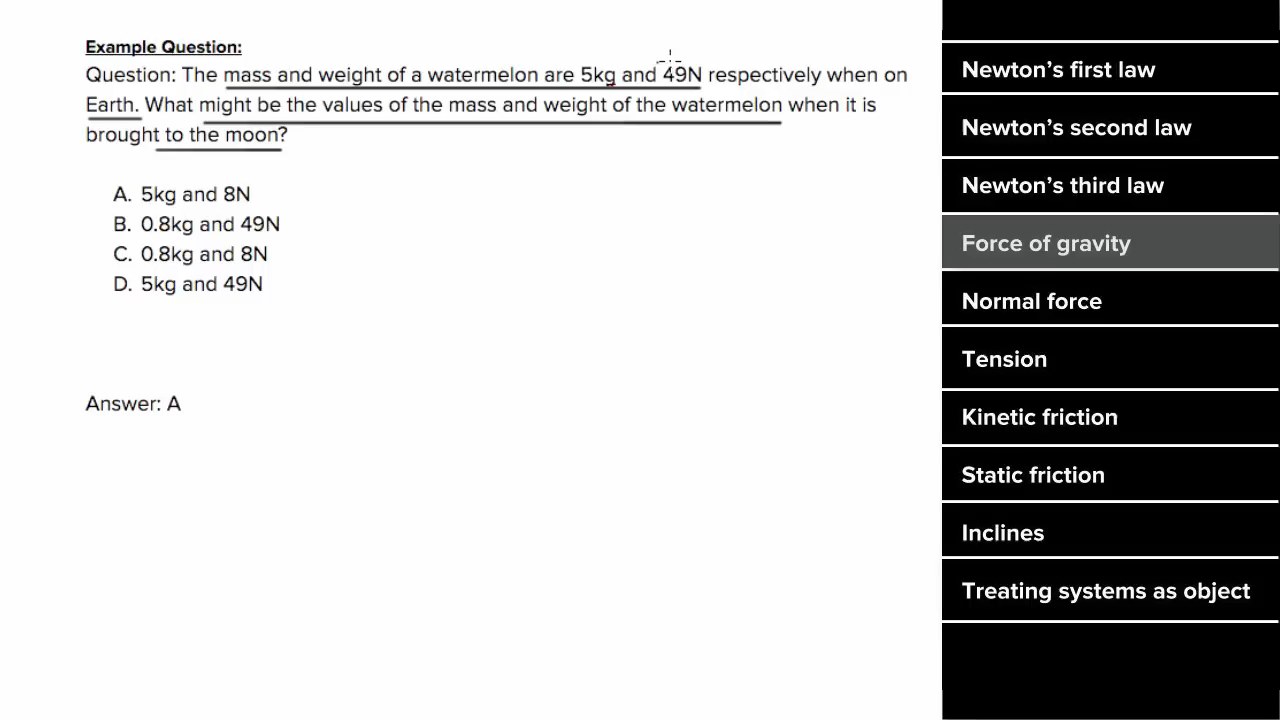 Example Question:
Question: The mass and weight of a watermelon are 5kg and 49N respectively when on
Earth. What might be the values of the mass and weight of the watermelon when it is
brought to the moon?
A. 5kg and 8N
B. 0.8kg and 49N
C. 0.8kg and 8N
D. 5kg and 49N
Answer: A
Newton’s first law
Newton’s second law
Newton’s third law
Force of gravity
Normal force
Tension
Kinetic friction
Static friction
Inclines
Treating systems as object